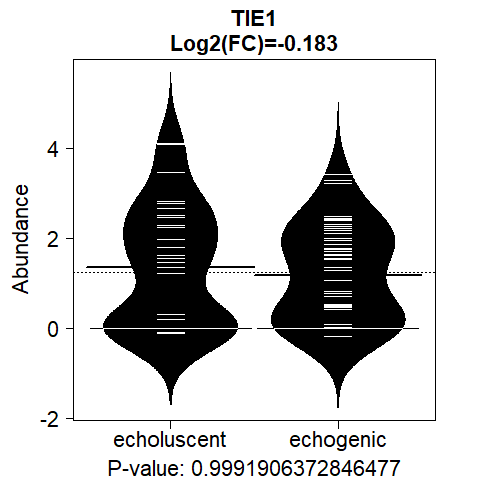 TIE1
Log2(FC)=-0.183
Abundance
4
2
0
-2
echoluscent echogenic
P-value: 0.9991906372846477